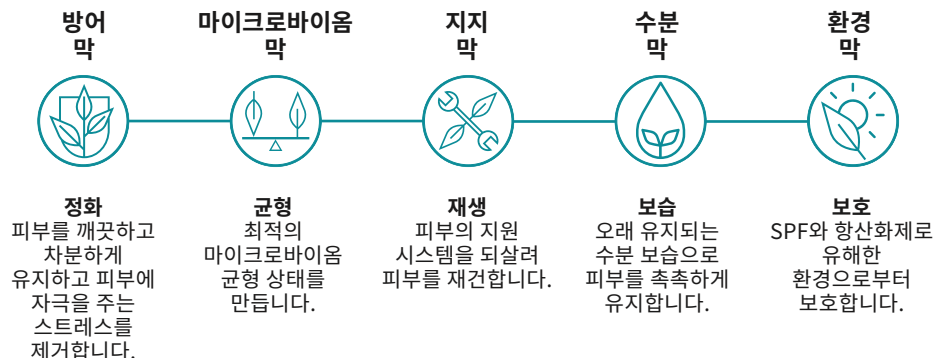 방어
막
정화
피부를 깨끗하고
차분하게
유지하고 피부에
자극을 주는
스트레스를
제거합니다.
마이크로바이옴
막
균형
최적의
마이크로바이옴
균형 상태를
만듭니다.
지지
막
재생
피부의 지원
시스템을 되살려
피부를 재건합니다.
수분
막
보습
오래 유지되는
수분 보습으로
피부를 촉촉하게
유지합니다.
환경
막
보호
SPF와 항산화제로
유해한
환경으로부터
보호합니다.